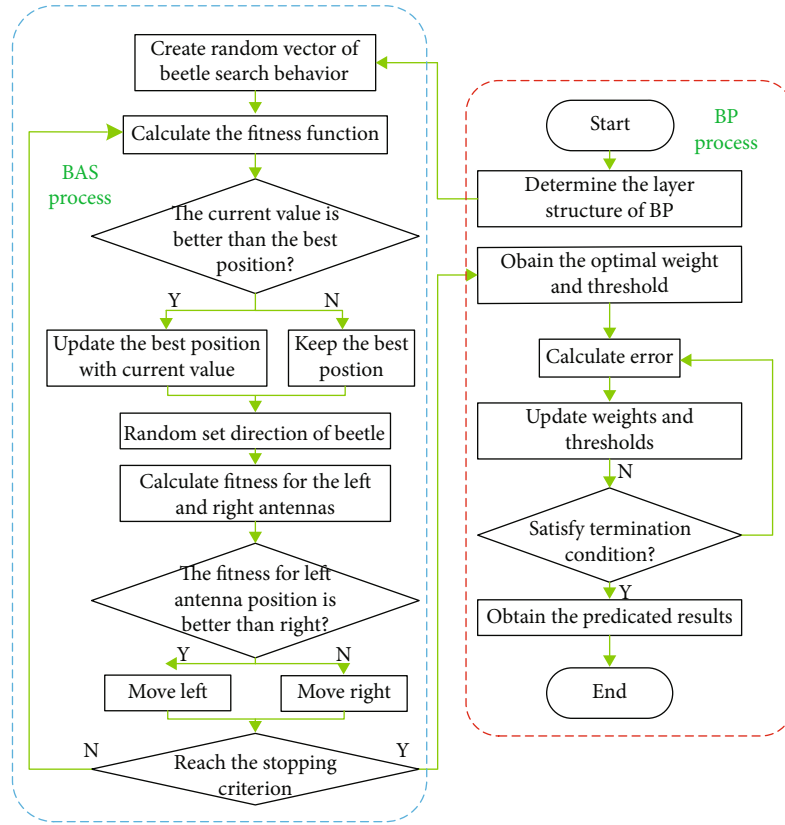 Create random vector of
beetle search behavior
Calculate the fitness function
BAS
process
The current value is
better than the best
position?
Y
N
Update the best position
with current value
Keep the best
postion
Random set direction of beetle
Calculate fitness for the left
and right antennas
The fitness for left
antenna position is
better than right?
Y
N
Move left
Move right
N
Reach the stopping
criterion
Y
Start
BP
process
Determine the layer
structure of BP
Obain the optimal weight
and threshold
Calculate error
Update weights and
thresholds
N
Satisfy termination
condition?
Y
Obtain the predicated results
End